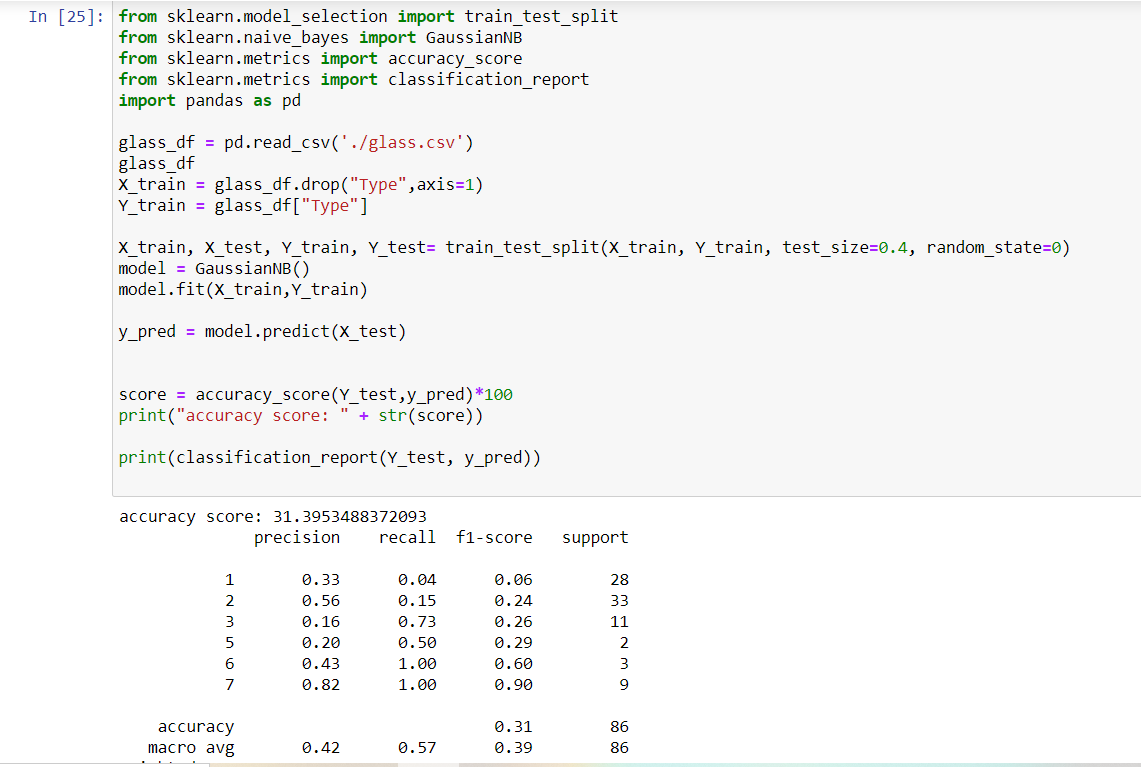 In [25]: from sklearn.model_selection import train_test_split
from sklearn.naive_bayes import GaussianNB
from sklearn.metrics import accuracy_score
from sklearn.metrics import classification_report
import pandas as pd
glass_df = pd.read_csv('./glass.csv')
glass_df
X_train = glass_df.drop("Type",axis=1)
Y_train = glass_df["Type"]
X_train, X_test, Y_train, Y_test= train_test_split(X_train, Y_train, test_size=0.4, random_state=0)
model = GaussianNB()
model.fit(X_train,Y_train)
y_pred = model.predict(X_test)
score = accuracy_score(Y_test,y_pred)*100
print("accuracy score: " + str(score))
print(classification_report(Y_test, y_pred))
accuracy score: 31.3953488372093
precision recall f1-score support
1 0.33 0.04 0.06 28
2 0.56 0.15 0.24 33
3 0.16 0.73 0.26 11
5 0.20 0.50 0.29 2
6 0.43 1.00 0.60 3
7 0.82 1.00 0.90 9
accuracy 0.31 86
macro avg 0.42 0.57 0.39 86